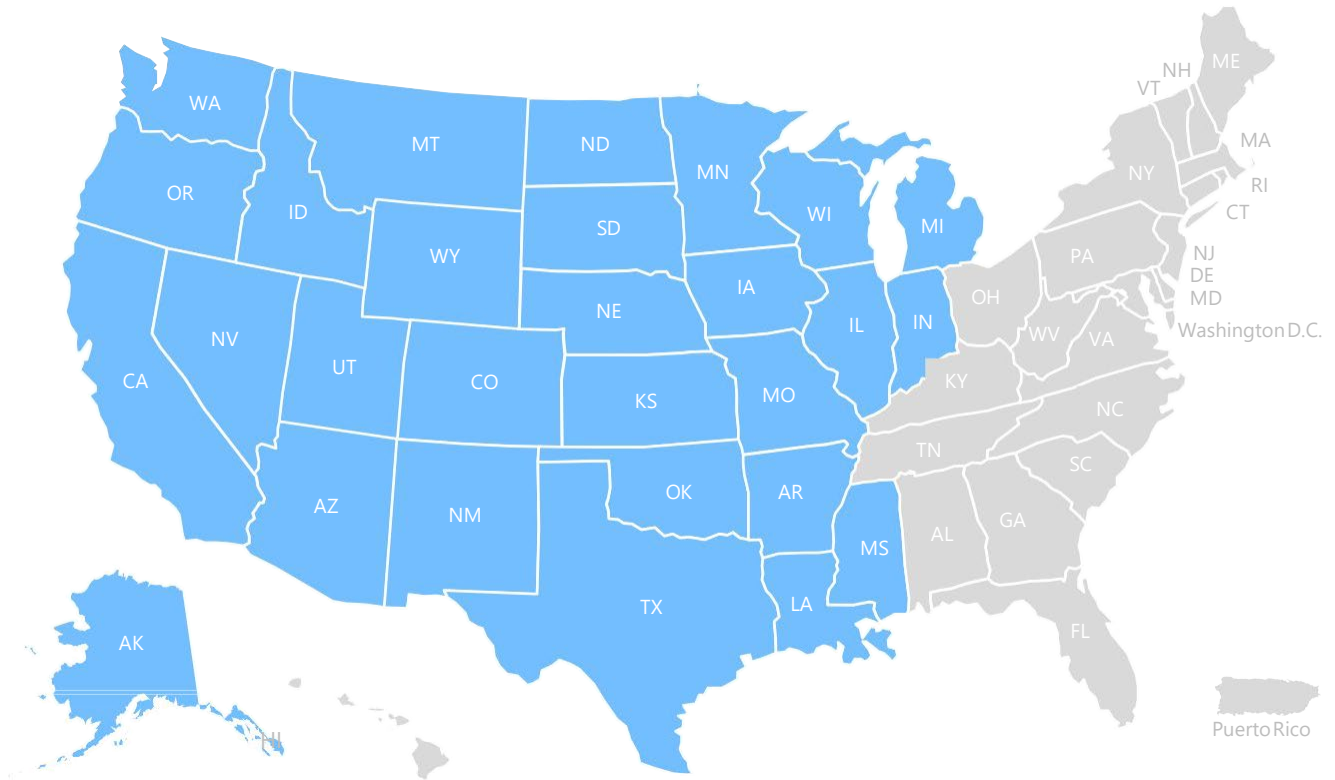 ME
NH
VT
WA
MT
ND
MA
MN
NY
RI
OR
ID
WI
CT
SD
MI
WY
PA
NJ
DE
IA
MD
OH
NE
IL
IN
Washington D.C.
NV
WV
VA
UT
CA
CO
KY
KS
MO
NC
TN
SC
AZ
NM
OK
AR
GA
AL
MS
TX
LA
FL
AK
HI
Puerto Rico